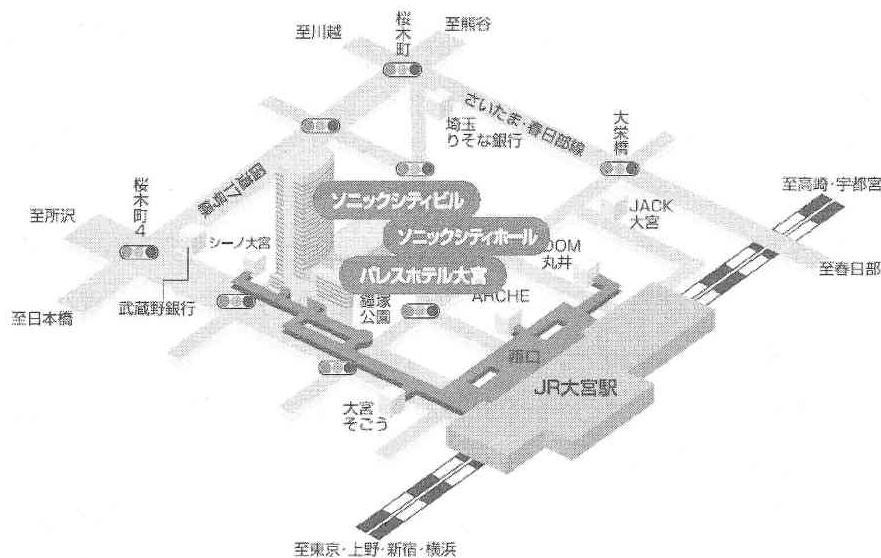 至川越
桜木町
至熊谷
さいたま・春日部線
埼玉
りそな銀行
大栄橋
国道17号線
至高崎・宇都宮
桜木町4
至所沢
ソニックシティビル
JACK
大宮
シーノ大宮
ソニックシティホール
DOM
丸井
至春日部
パレスホテル大宮
武蔵野銀行
至日本橋
鐘塚
公園
ARCHE
西口
JR大宮駅
大宮
そごう
至東京・上野・新宿・横浜